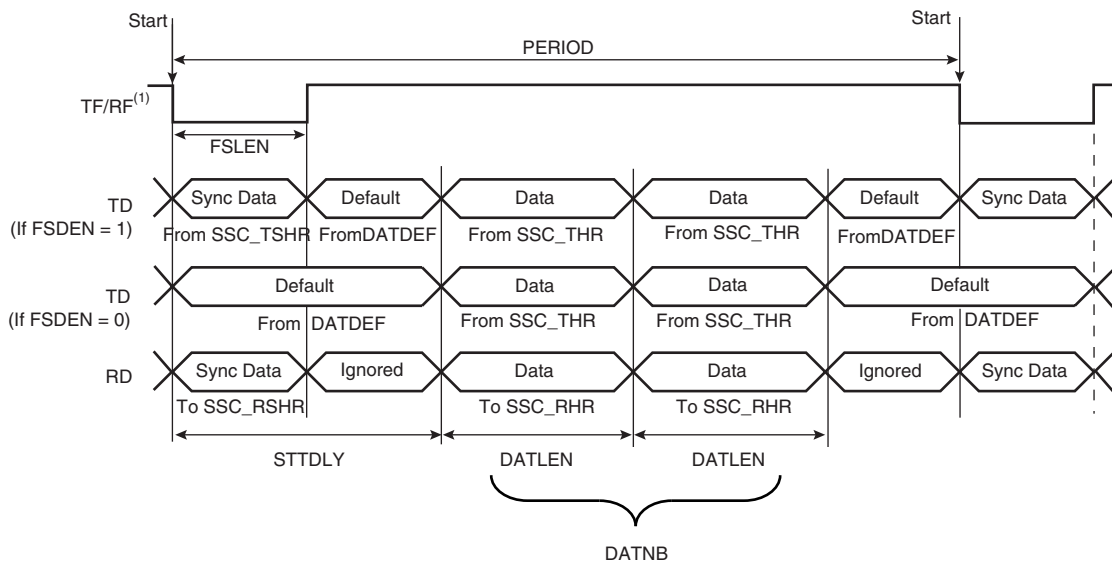 Start Start
PERIOD
TF/RF(1)
FSLEN
TD
(If FSDEN = 1)
Sync Data Default Data Data Default Sync Data
From SSC_TSHR FromDATDEF From SSC_THR From SSC_THR FromDATDEF
TD
(If FSDEN = 0)
Default Data Data Default
From DATDEF From SSC_THR From SSC_THR From DATDEF
RD
Sync Data Ignored Data Data Ignored Sync Data
To SSC_RSHR To SSC_RHR To SSC_RHR
STTDLY DATLEN DATLEN
DATNB